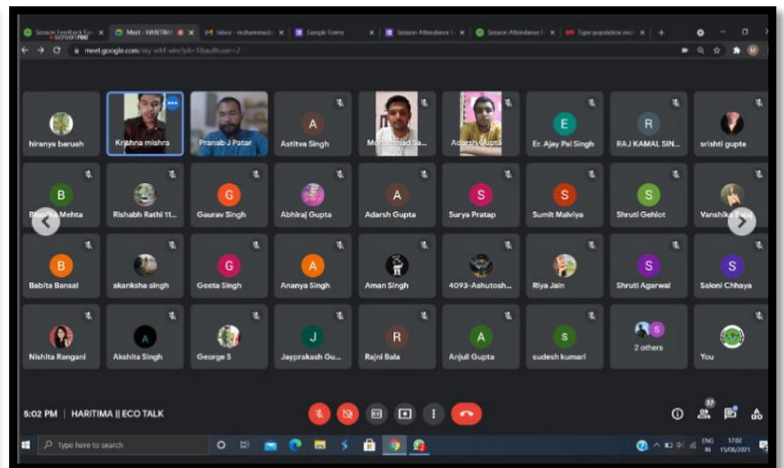 Meet - HARITIMA
Google Forms
meet.google.com
hiranya baruah
Krishna mishra
Pranab J Patar
A
Astitva Singh
Adarsh Gupta
E
Er. Ajay Pal Singh
R
RAJ KAMAL SIN...
srishti gupta
B
Mehta
Rishabh Rathi 11...
G
Gaurav Singh
Abhiraj Gupta
A
Adarsh Gupta
S
Surya Pratap
S
Sumit Malviya
S
Shruti Gehlot
Vanshika
B
Babita Bansal
akanksha singh
G
Geeta Singh
A
Ananya Singh
Aman Singh
4093-Ashutosh...
Riya Jain
S
Shruti Agarwal
S
Saloni Chhaya
Nishita Rangani
A
Akshita Singh
George S
J
Jayprakash Gu...
R
Rajni Bala
A
Anjuli Gupta
s
sudesh kumari
S
2 others
You
5:02 PM | HARITIMA || ECO TALK
37
Type here to search
ENG
IN
17:02
15/08/2021